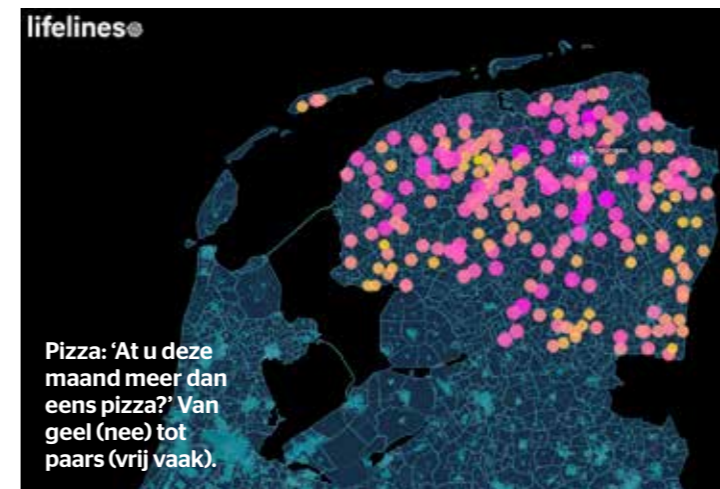 lifelines
Pizza: ‘At u deze
maand meer dan
eens pizza?’ Van
geel (nee) tot
paars (vrij vaak).